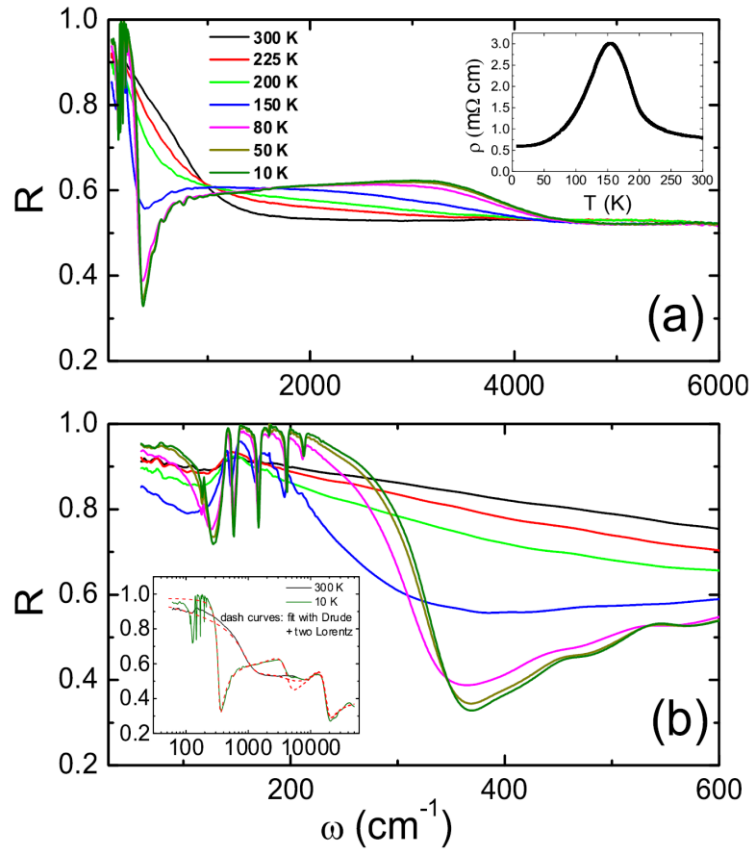 1.0
0.8
R
0.6
0.4
0.2
300 K
225 K
200 K
150 K
80 K
50 K
10 K
3.0
2.5
2.0
1.5
1.0
0.5
0.0
ρ (mΩ cm)
0 50 100 150 200 250 300
T (K)
(a)
2000 4000 6000
1.0
0.8
R
0.6
0.4
0.2
1.0
0.8
0.6
0.4
0.2
300 K
10 K
dash curves: fit with Drude
+ two Lorentz
100 1000 10000
(b)
200 400 600
ω (cm⁻¹)